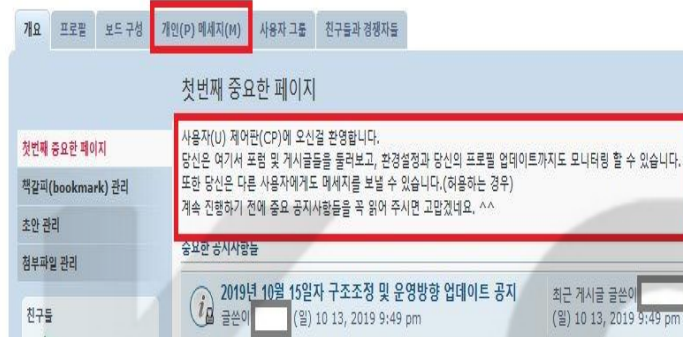 개요 프로필 보드 구성 개인(P) 메세지(M) 사용자 그룹 친구들과 경쟁자들
첫번째 중요한 페이지
첫번째 중요한 페이지
책갈피(bookmark) 관리
초안 관리
첨부파일 관리
친구들
사용자(U) 제어판(CP)에 오신걸 환영합니다.
당신은 여기서 포럼 및 게시글들을 둘러보고, 환경설정과 당신의 프로필 업데이트까지도 모니터링 할 수 있습니다.
또한 당신은 다른 사용자에게도 메세지를 보낼 수 있습니다.(허용하는 경우)
계속 진행하기 전에 중요 공지사항들을 꼭 읽어 주시면 고맙겠네요. ^^
중요한 공지사항들
2019년 10월 15일자 구조조정 및 운영방향 업데이트 공지
글쓴이 (일) 10 13, 2019 9:49 pm
최근 게시글 글쓴이
(일) 10 13, 2019 9:49 pm